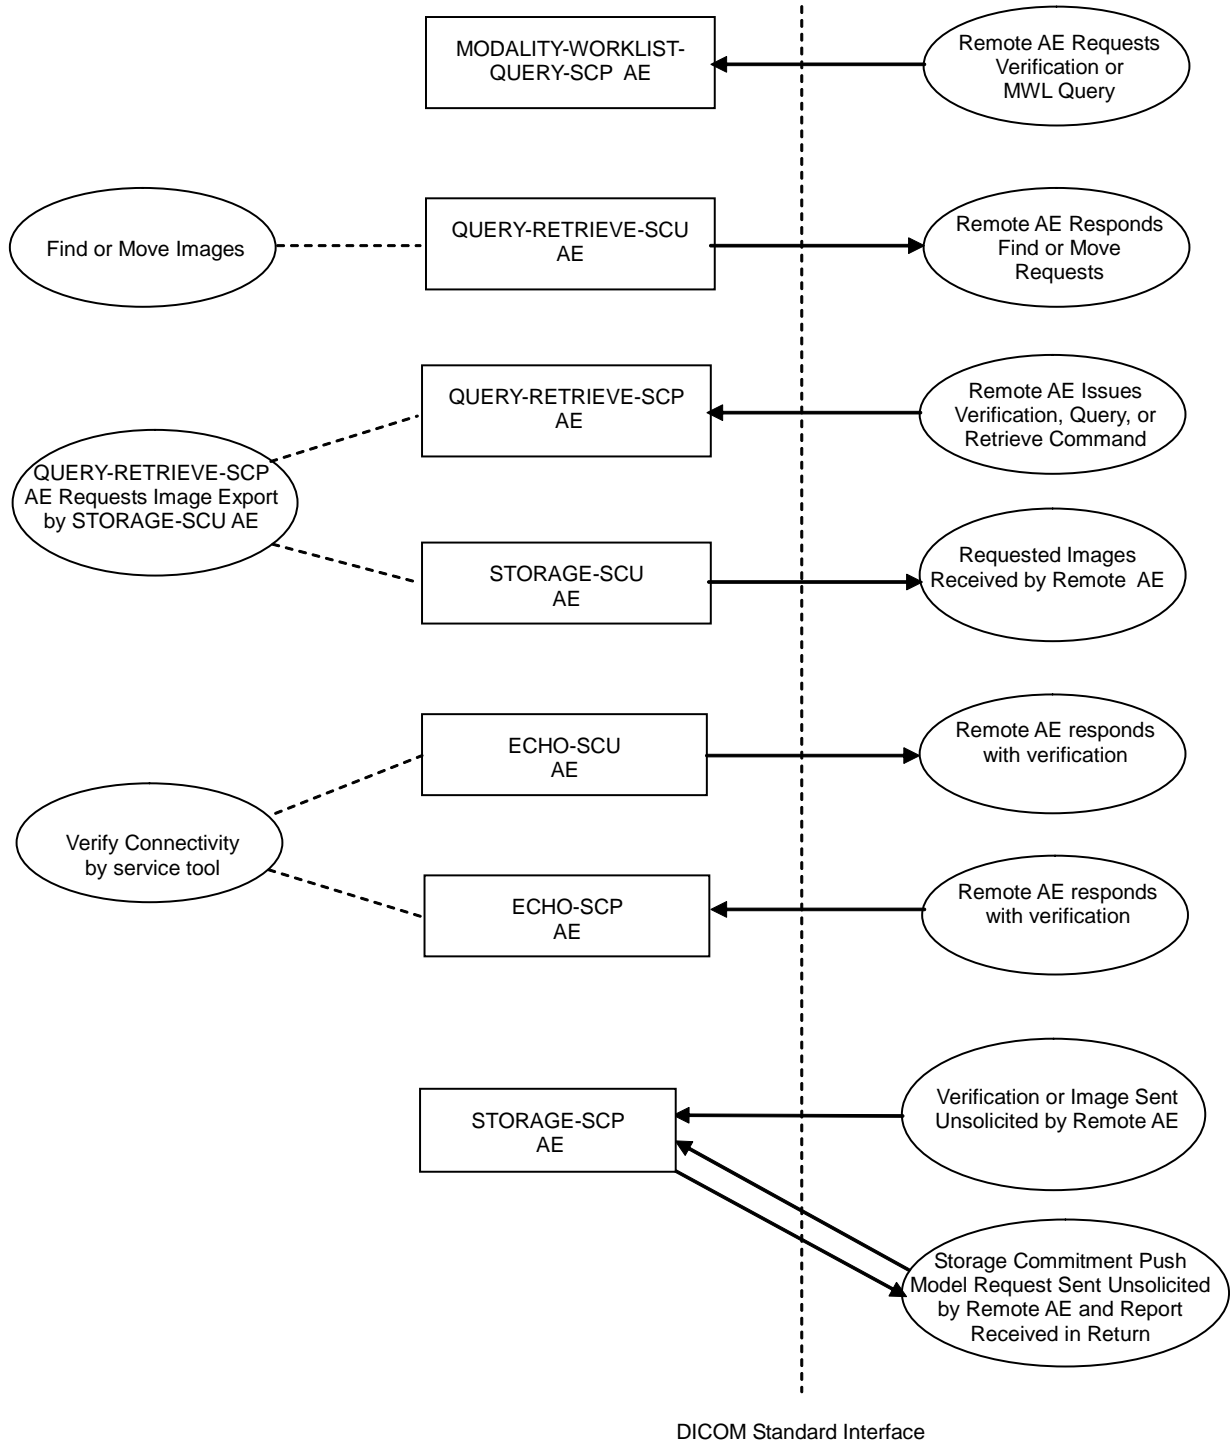 MODALITY-WORKLIST-
QUERY-SCP AE
Remote AE Requests
Verification or
MWL Query
Find or Move Images
QUERY-RETRIEVE-SCU
AE
Remote AE Responds
Find or Move
Requests
QUERY-RETRIEVE-SCP
AE
Remote AE Issues
Verification, Query, or
Retrieve Command
QUERY-RETRIEVE-SCP
AE Requests Image Export
by STORAGE-SCU AE
STORAGE-SCU
AE
Requested Images
Received by Remote AE
ECHO-SCU
AE
Remote AE responds
with verification
Verify Connectivity
by service tool
ECHO-SCP
AE
Remote AE responds
with verification
STORAGE-SCP
AE
Verification or Image Sent
Unsolicited by Remote AE
Storage Commitment Push
Model Request Sent Unsolicited
by Remote AE and Report
Received in Return
DICOM Standard Interface